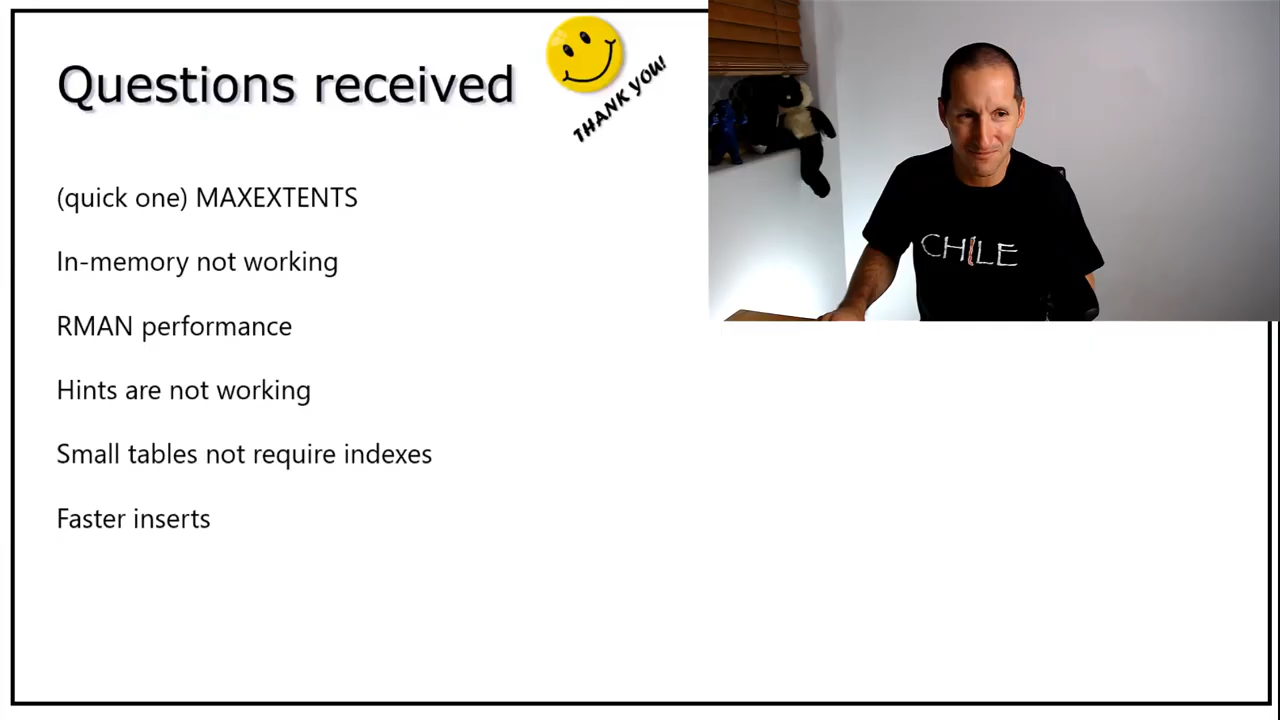 Questions received
THANK YOU!
(quick one) MAXEXTENTS
In-memory not working
RMAN performance
Hints are not working
Small tables not require indexes
Faster inserts
CHILE